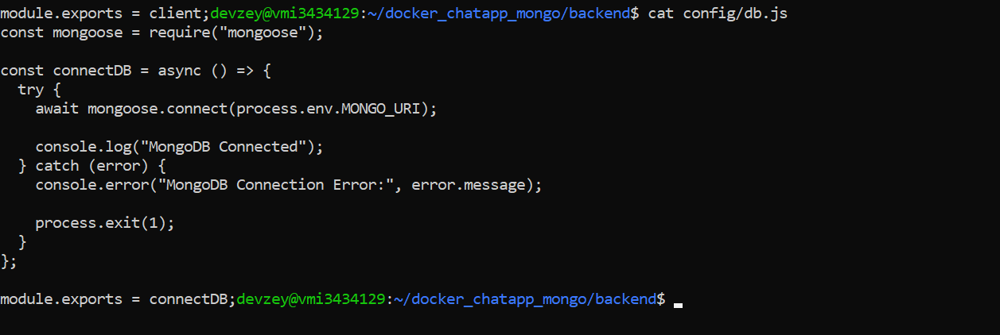 module.exports = client;devzey@vmi3434129:~/docker_chatapp_mongo/backend$ cat config/db.js
const mongoose = require("mongoose");

const connectDB = async () => {
  try {
    await mongoose.connect(process.env.MONGO_URI);

    console.log("MongoDB Connected");
  } catch (error) {
    console.error("MongoDB Connection Error:", error.message);

    process.exit(1);
  }
};

module.exports = connectDB;devzey@vmi3434129:~/docker_chatapp_mongo/backend$